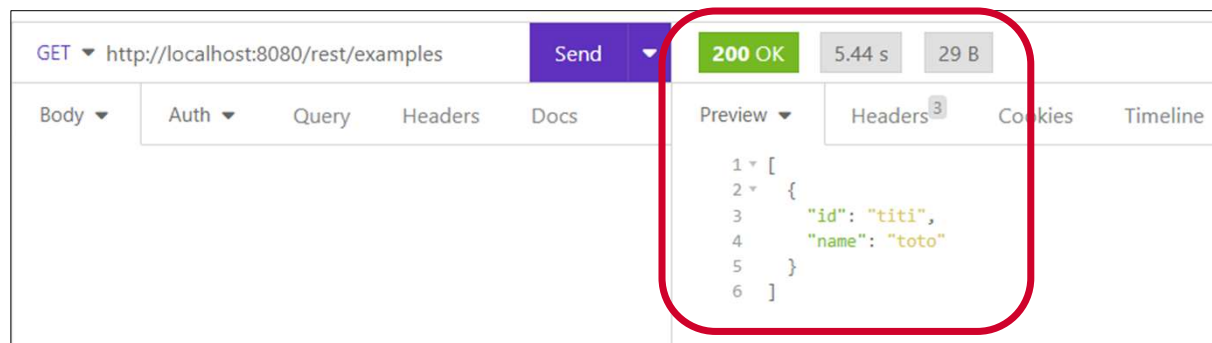 GET http://localhost:8080/rest/examples Send 200 OK 5.44 s 29 B
Body Auth Query Headers Docs Preview Headers 3 Cookies Timeline
1 [
2 {
3 "id": "titi",
4 "name": "toto"
5 }
6 ]